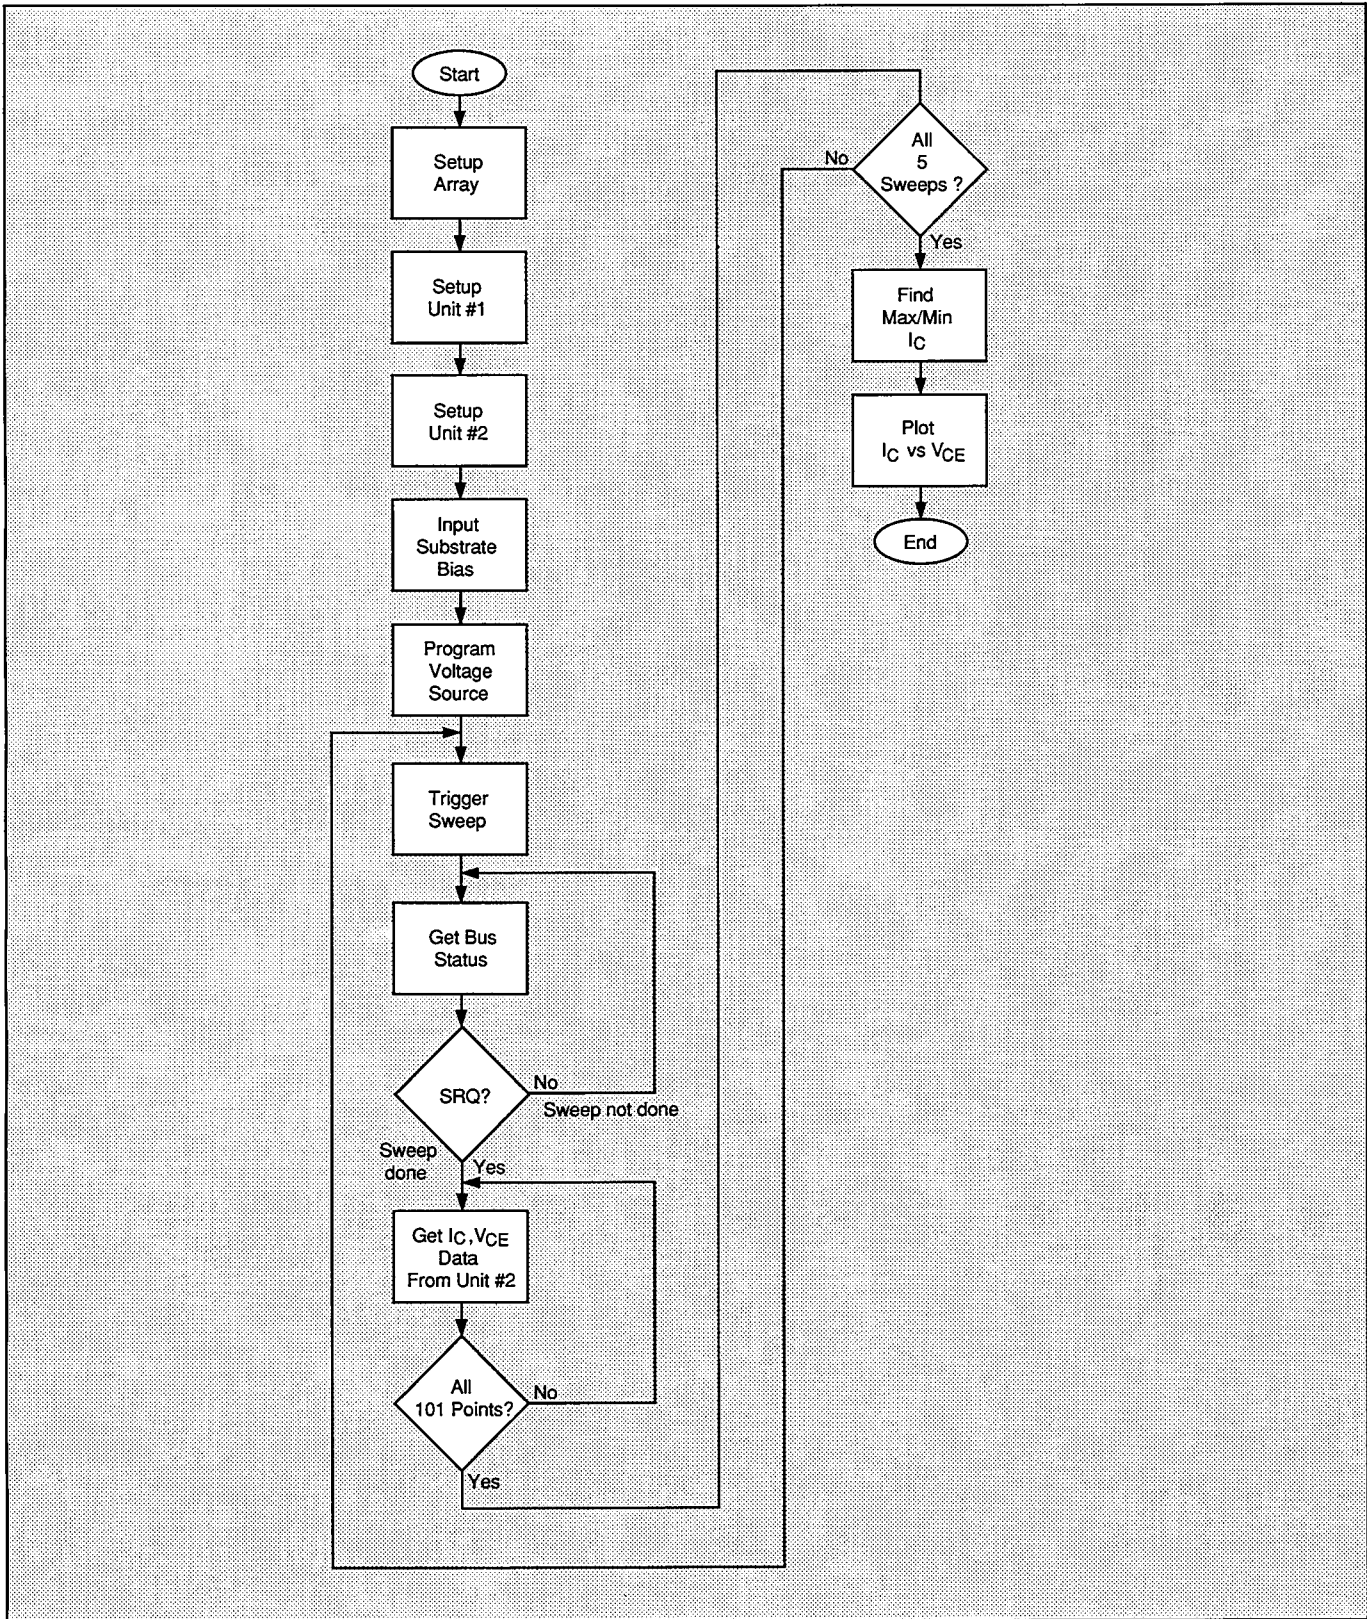 Start
Setup
Array
Setup
Unit #1
Setup
Unit #2
Input
Substrate
Bias
Program
Voltage
Source
Trigger
Sweep
Get Bus
Status
SRQ?
No
Sweep not done
Sweep
done
Yes
Get IC,VCE
Data
From Unit #2
All
101 Points?
No
Yes
All
5
Sweeps ?
No
Yes
Find
Max/Min
IC
Plot
IC vs VCE
End